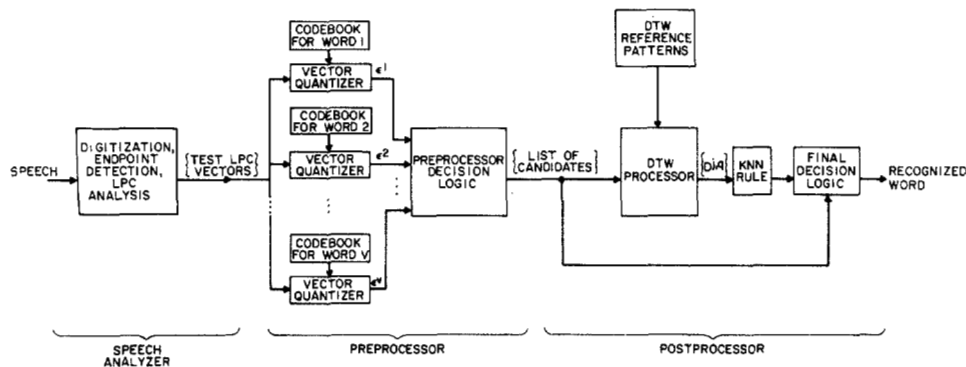 CODEBOOK
FOR WORD 1
VECTOR
QUANTIZER
ϵ¹
CODEBOOK
FOR WORD 2
VECTOR
QUANTIZER
ϵ²
CODEBOOK
FOR WORD V
VECTOR
QUANTIZER
ϵᵛ
SPEECH
DIGITIZATION,
ENDPOINT
DETECTION,
LPC
ANALYSIS
{TEST LPC
VECTORS}
PREPROCESSOR
DECISION
LOGIC
{LIST OF
CANDIDATES}
DTW
REFERENCE
PATTERNS
DTW
PROCESSOR
KNN
RULE
FINAL
DECISION
LOGIC
RECOGNIZED
WORD
SPEECH
ANALYZER
PREPROCESSOR
POSTPROCESSOR